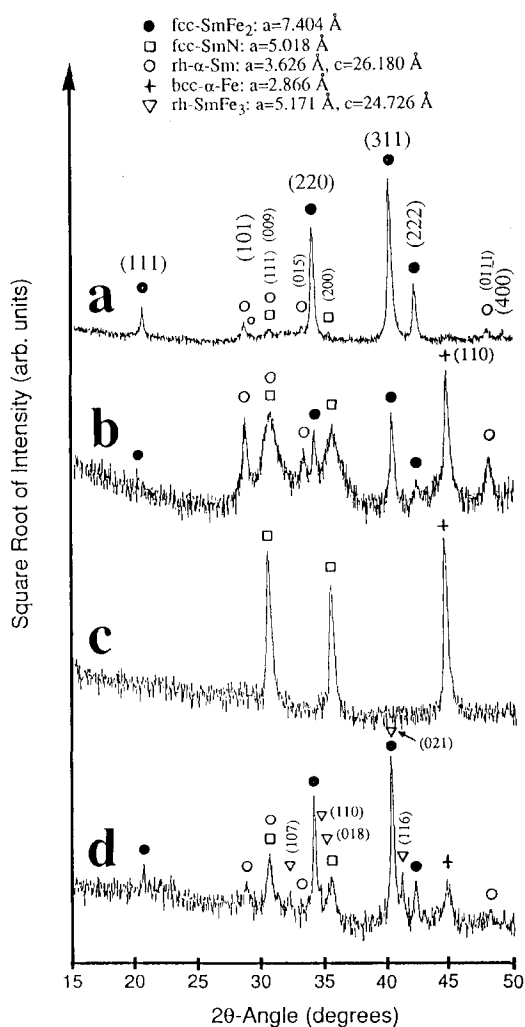 ● fcc-SmFe₂: a=7.404 Å
□ fcc-SmN: a=5.018 Å
○ rh-α-Sm: a=3.626 Å, c=26.180 Å
+ bcc-α-Fe: a=2.866 Å
▽ rh-SmFe₃: a=5.171 Å, c=24.726 Å
Square Root of Intensity (arb. units)
a
(111)
(101)
(111)
(009)
(015)
(220)
(200)
(311)
(222)
(400)
b
(110)
c
(021)
d
(107)
(110)
(018)
(116)
15 20 25 30 35 40 45 50
2θ-Angle (degrees)